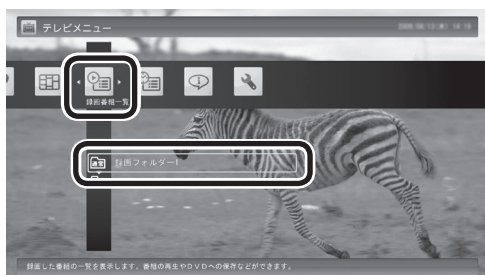 テレビメニュー
録画番組一覧
通常
録画フォルダー1
録画した番組の一覧を表示します。番組の再生やDVDへの保存などができます。